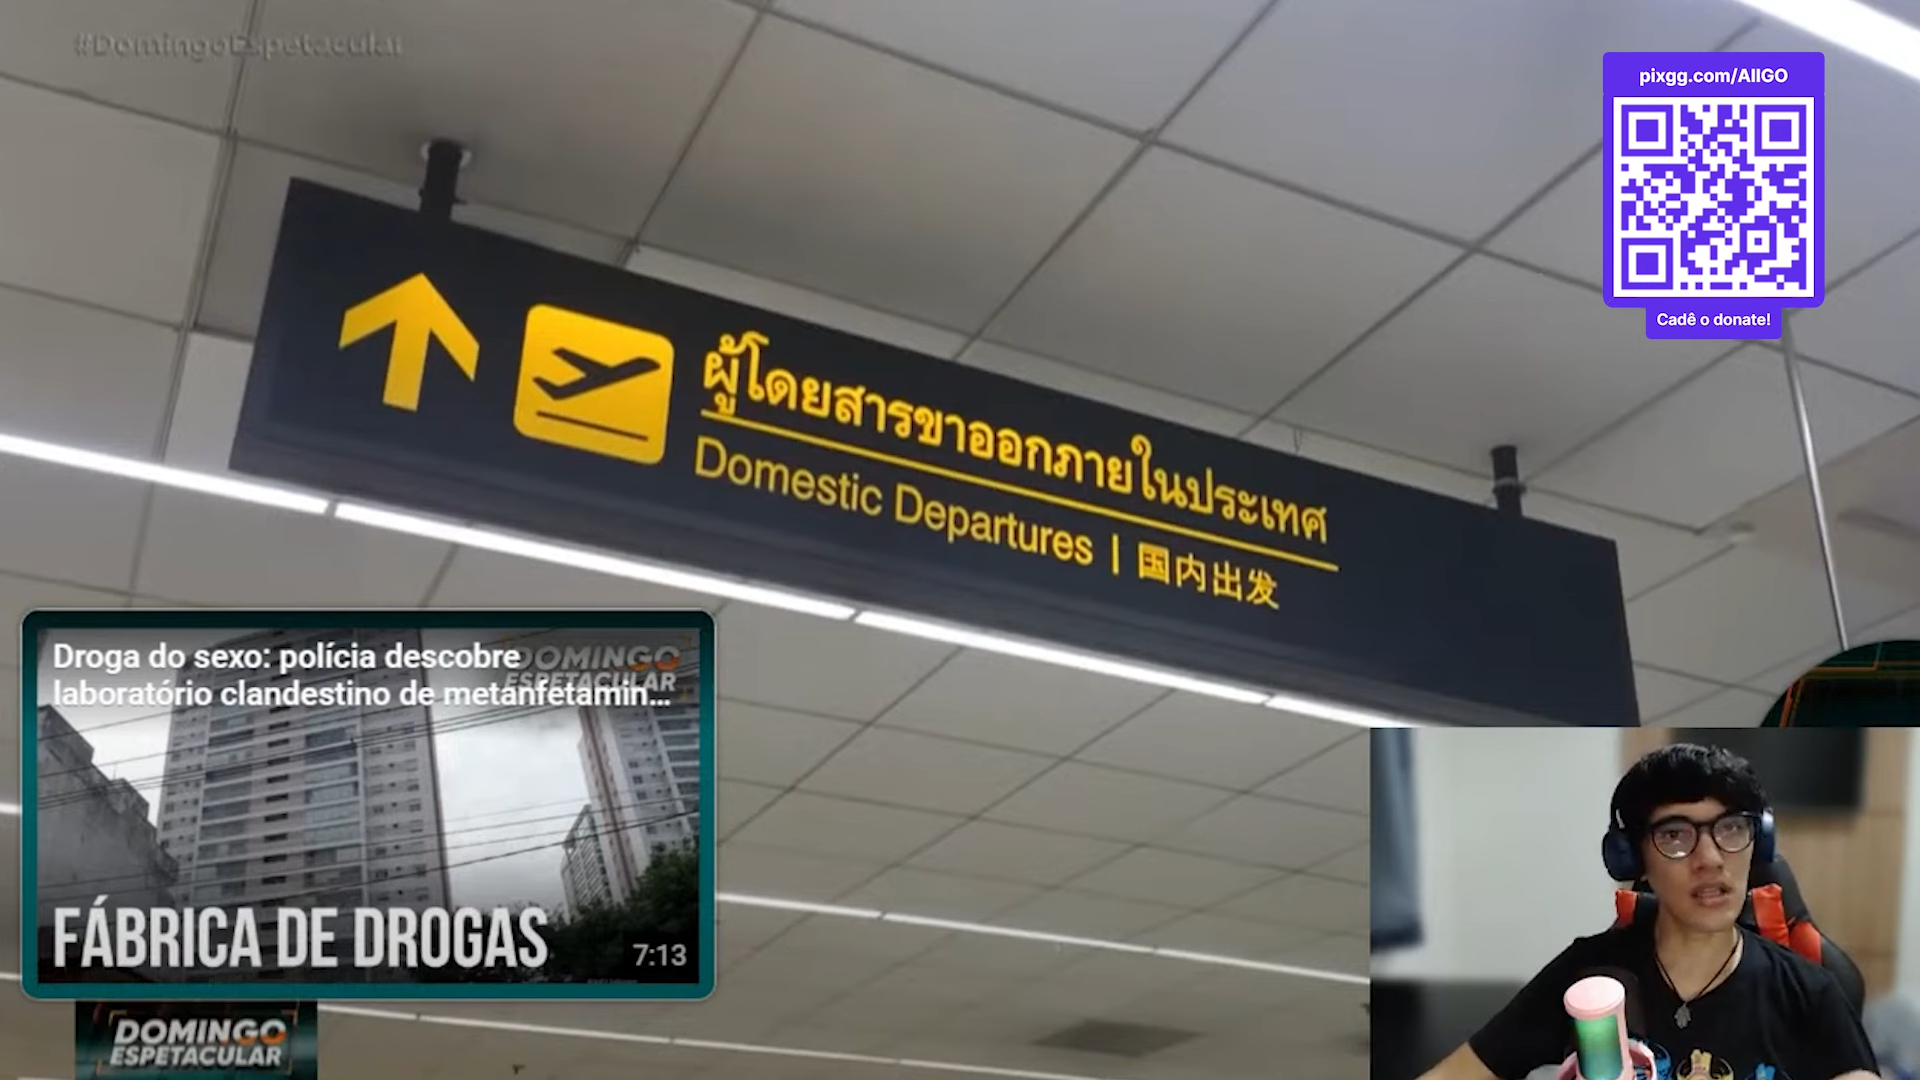 #DomingoEspetacular
pixgg.com/AIIGO
Cadê o donate!
ผู้โดยสารขาออกภายในประเทศ
Domestic Departures | 国内出发
DOMINGO
ESPETACULAR
Droga do sexo: polícia descobre
laboratório clandestino de metanfetamin...
FÁBRICA DE DROGAS
7:13
DOMINGO
ESPETACULAR